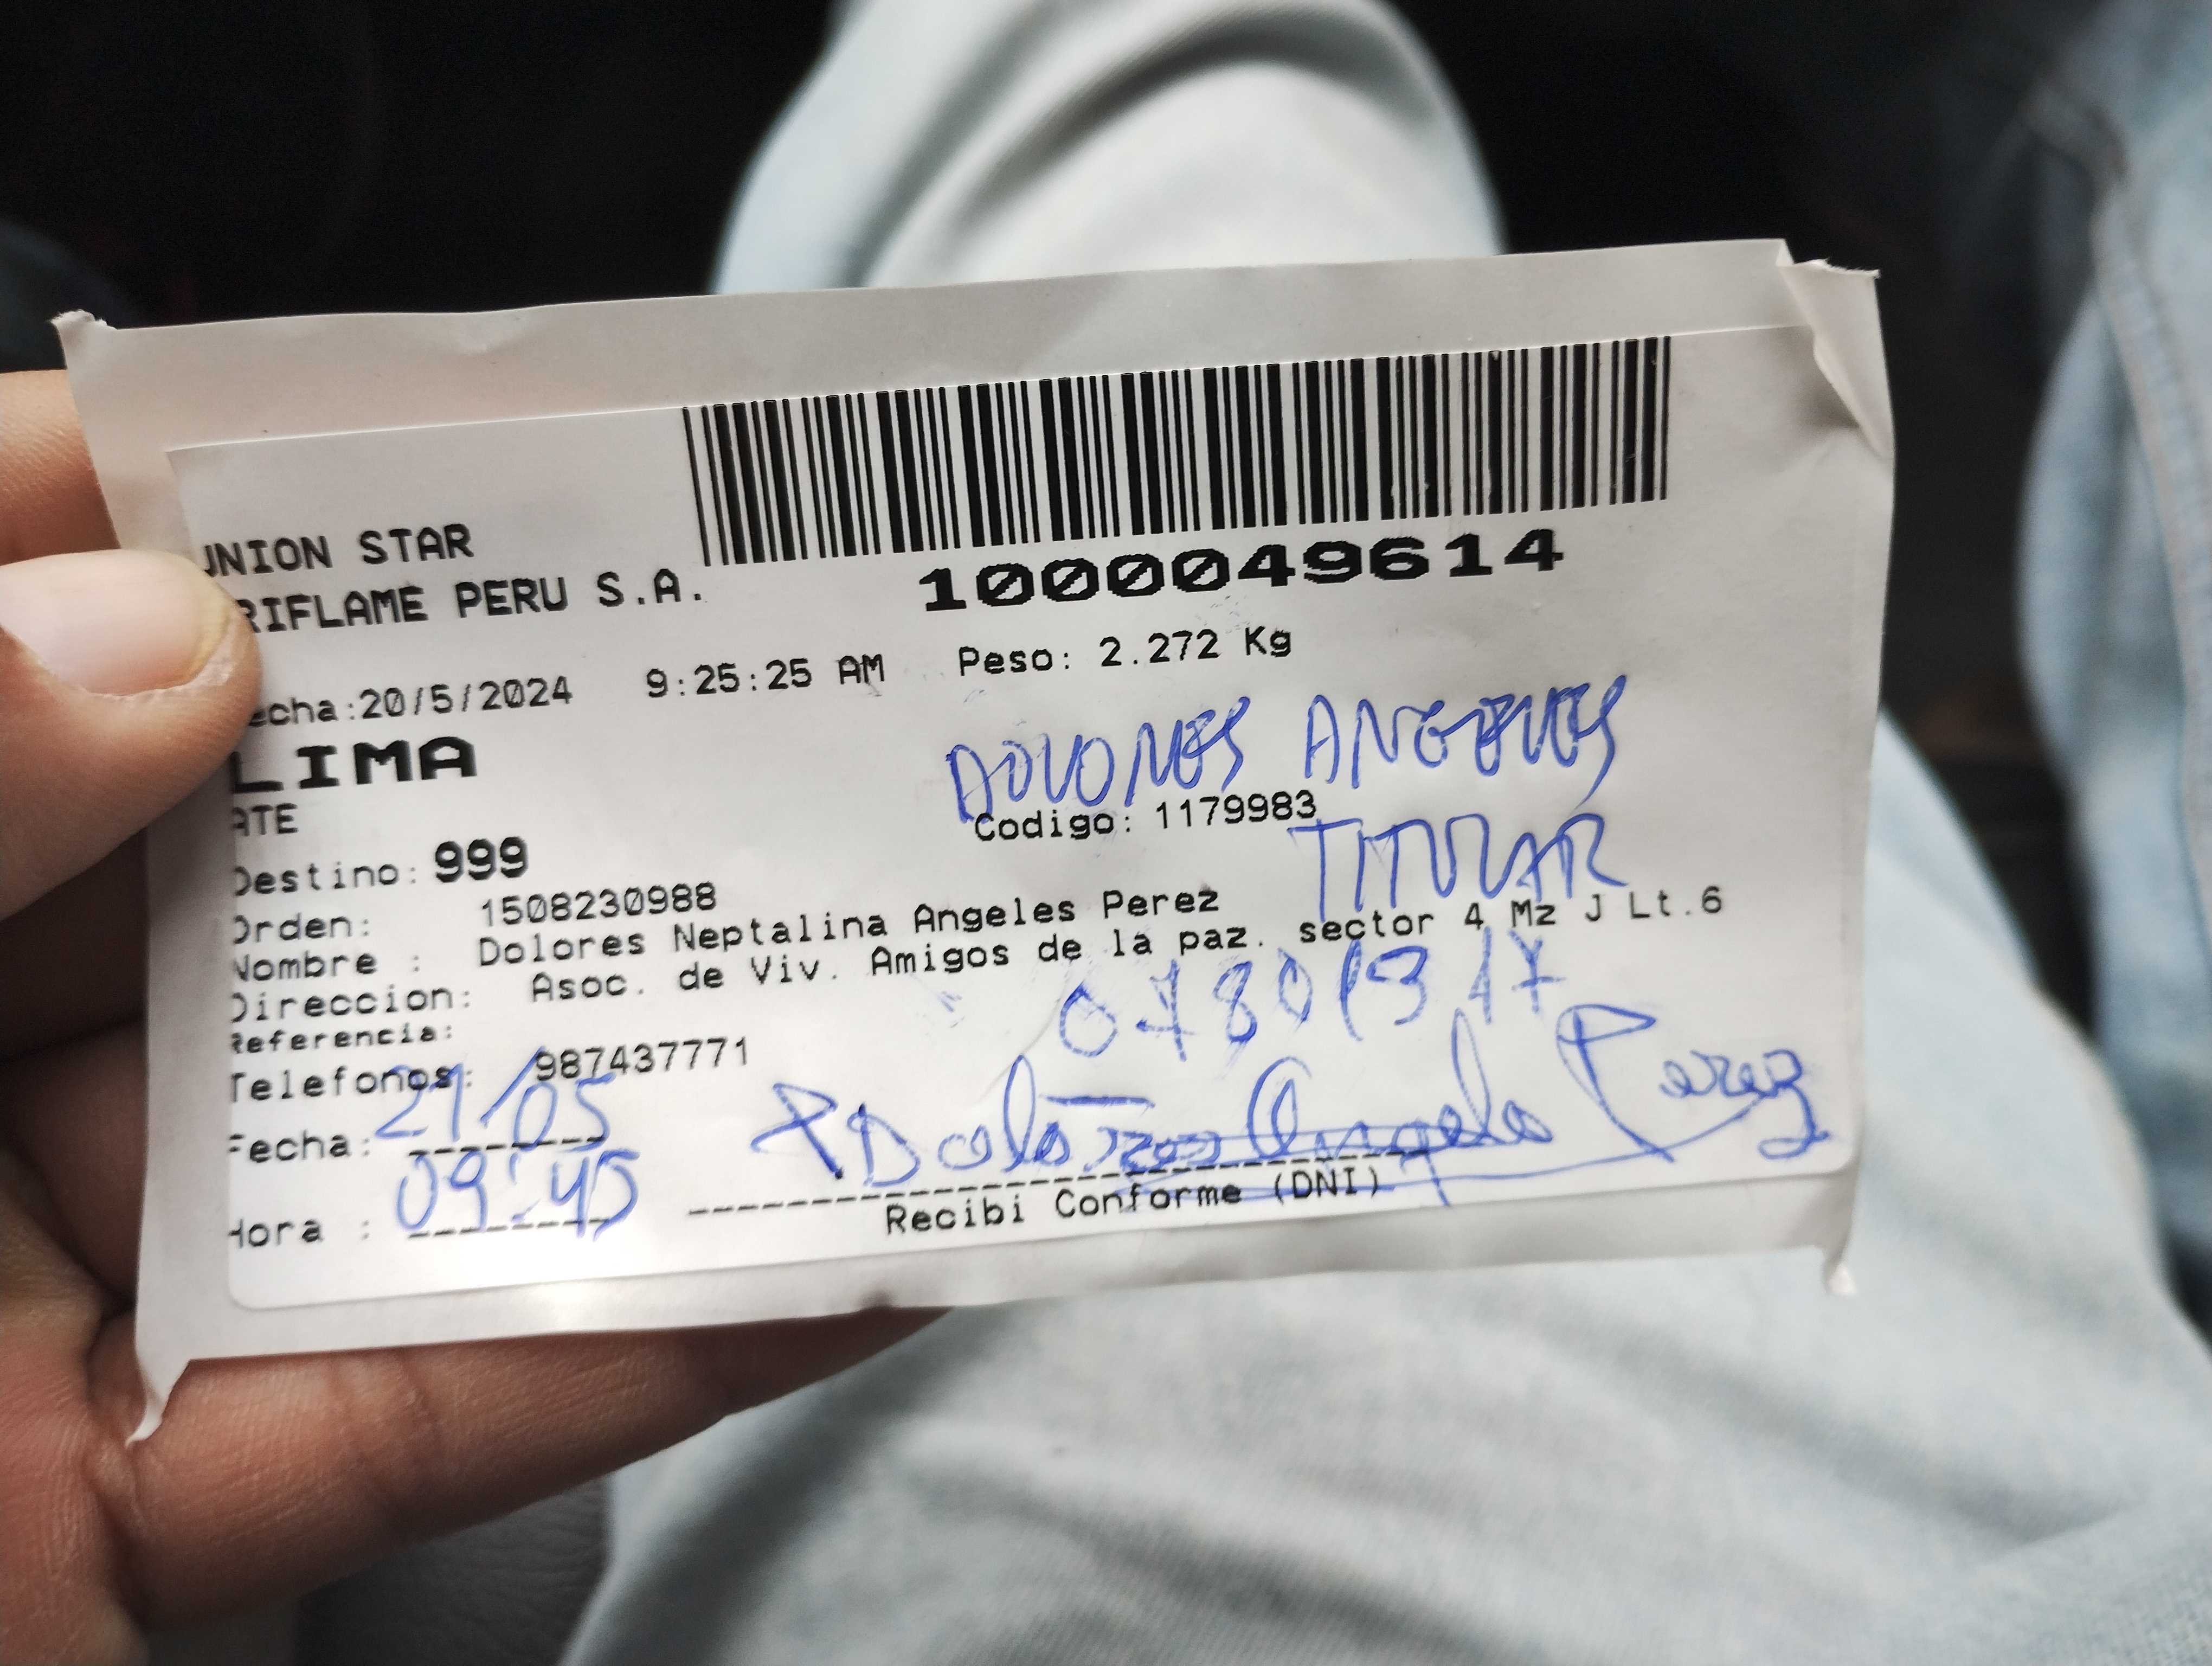 UNION STAR
RIFLAME PERU S.A.
1000049614
echa:20/5/2024 9:25:25 AM Peso: 2.272 Kg
LIMA
DOLORES ANGELES
ATE
Codigo: 1179983
TITULAR
Destino: 999
Orden: 1508230988
Nombre : Dolores Neptalina Angeles Perez
Direccion: Asoc. de Viv. Amigos de la paz. sector 4 Mz J Lt.6
Referencia:
Telefonos: 987437771
Fecha: 21/05
Dolores Angeles Perez
Hora : 09:45
Recibi Conforme (DNI)